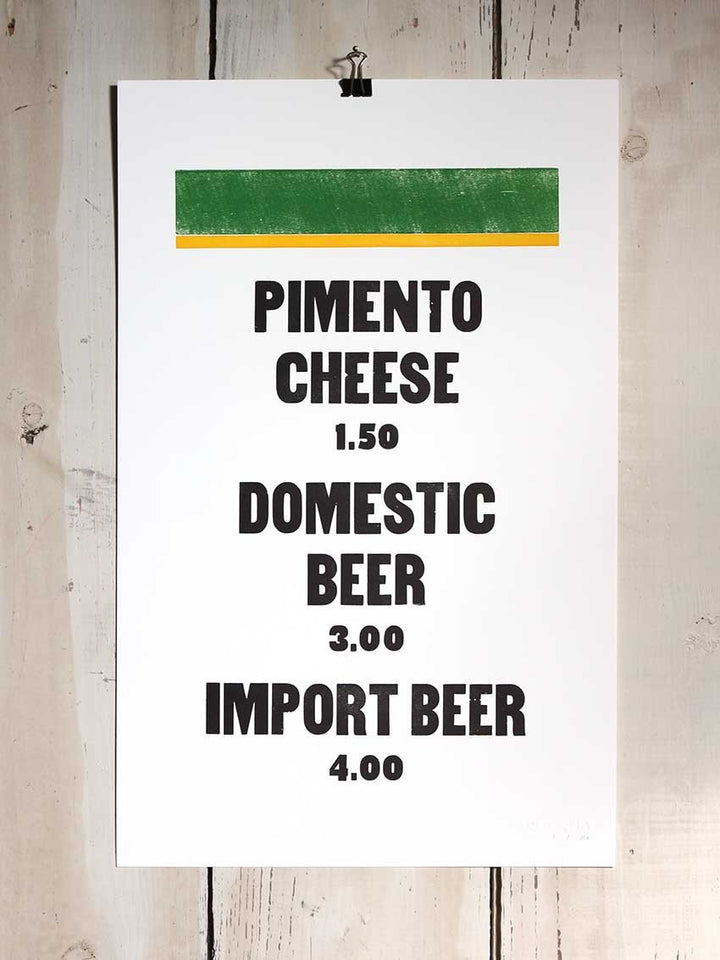 PIMENTO
CHEESE
1.50
DOMESTIC
BEER
3.00
IMPORT BEER
4.00